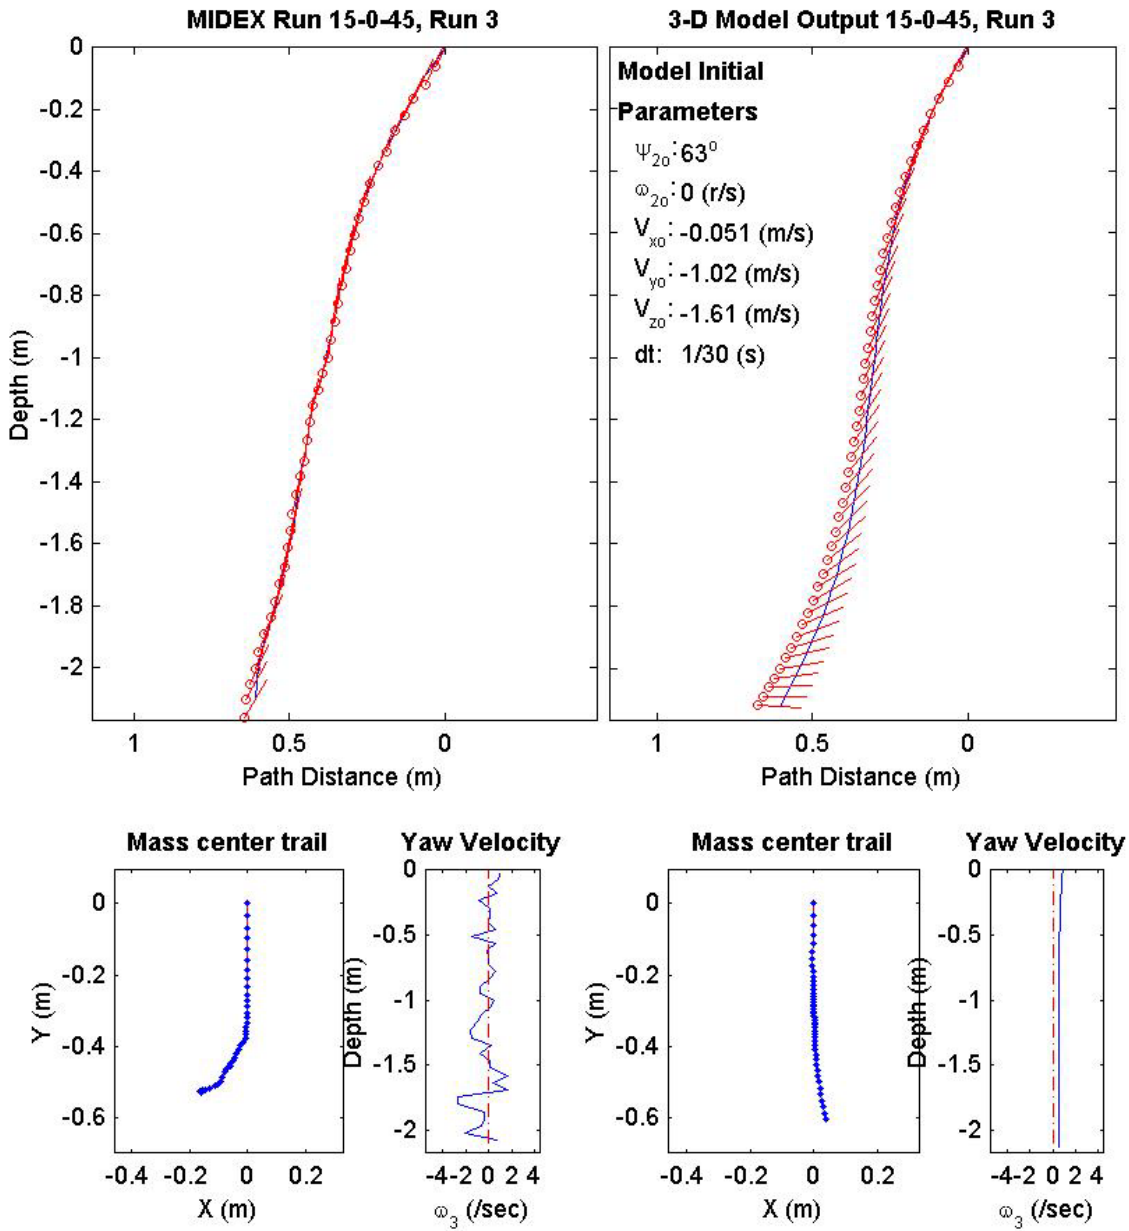 MIDEX Run 15-0-45, Run 3
3-D Model Output 15-0-45, Run 3
0
-0.2
-0.4
-0.6
-0.8
-1
-1.2
-1.4
-1.6
-1.8
-2
Depth (m)
1
0.5
0
Path Distance (m)
Model Initial
Parameters
Ψ2o: 63o
ω2o: 0 (r/s)
Vxo: -0.051 (m/s)
Vyo: -1.02 (m/s)
Vzo: -1.61 (m/s)
dt: 1/30 (s)
1
0.5
0
Path Distance (m)
Mass center trail
0
-0.2
-0.4
-0.6
Y (m)
-0.4
-0.2
0
0.2
X (m)
Yaw Velocity
0
-0.5
-1
-1.5
-2
Depth (m)
-4
-2
0
2
4
ω3 (/sec)
Mass center trail
0
-0.2
-0.4
-0.6
Y (m)
-0.4
-0.2
0
0.2
X (m)
Yaw Velocity
0
-0.5
-1
-1.5
-2
Depth (m)
-4
-2
0
2
4
ω3 (/sec)